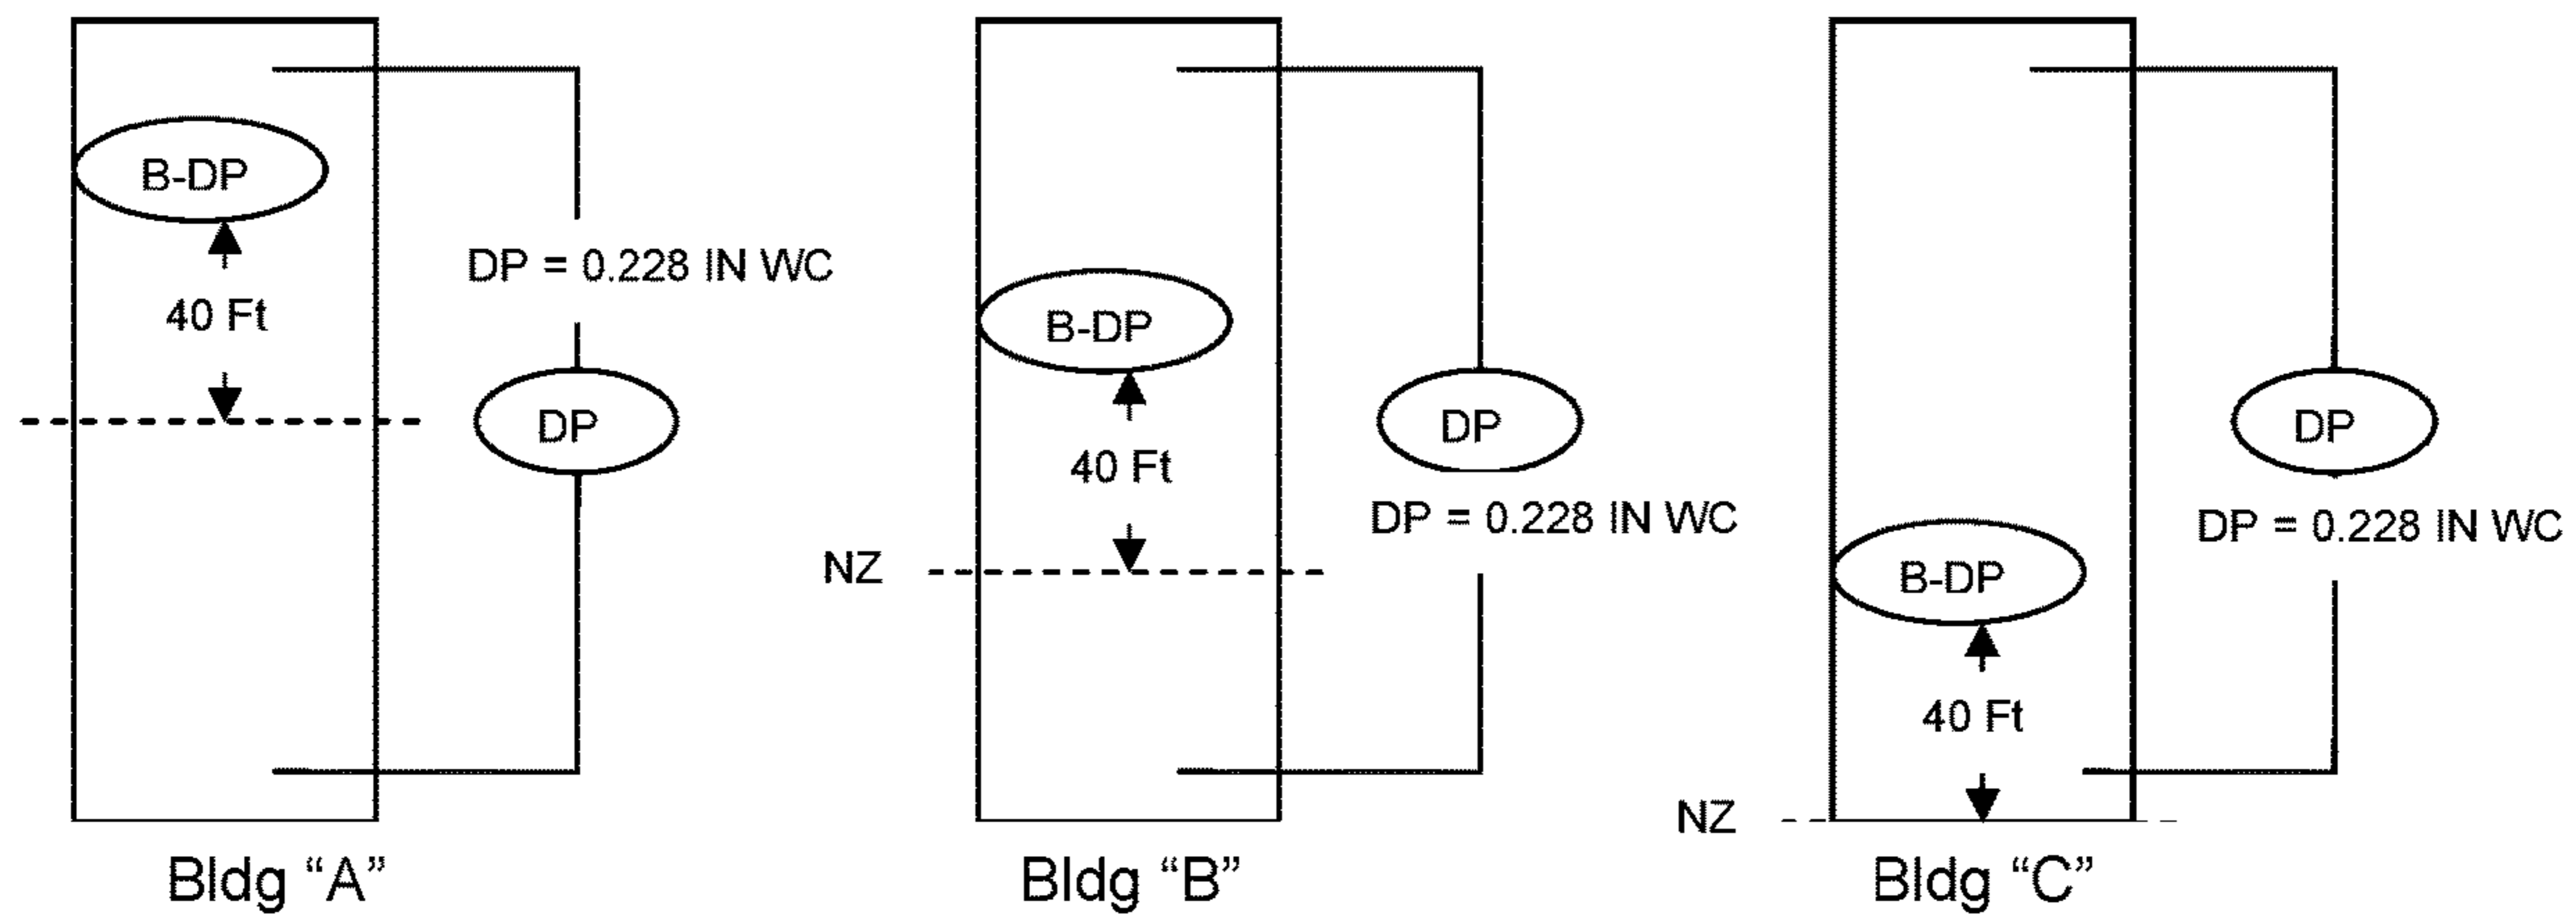 B-DP
40 Ft
DP = 0.228 IN WC
DP
Bldg “A”
B-DP
40 Ft
NZ
DP
DP = 0.228 IN WC
Bldg “B”
B-DP
40 Ft
NZ
DP
DP = 0.228 IN WC
Bldg “C”